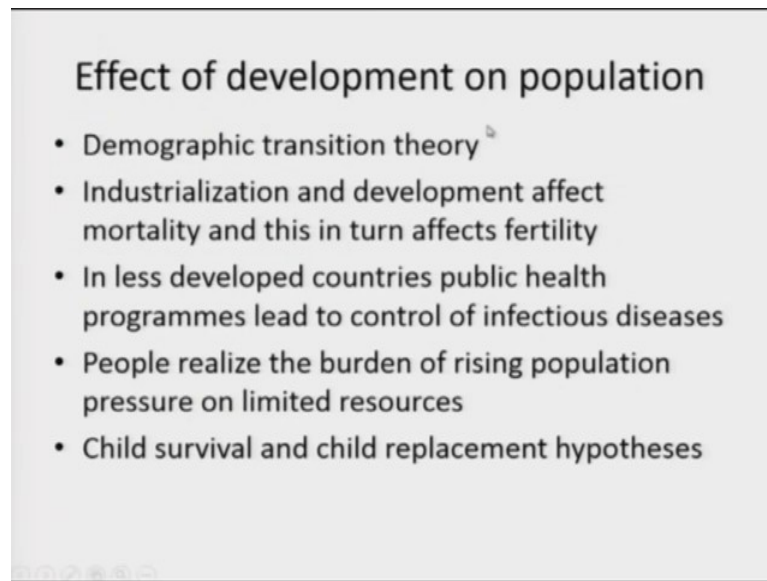 Effect of development on population
• Demographic transition theory
• Industrialization and development affect
mortality and this in turn affects fertility
• In less developed countries public health
programmes lead to control of infectious diseases
• People realize the burden of rising population
pressure on limited resources
• Child survival and child replacement hypotheses